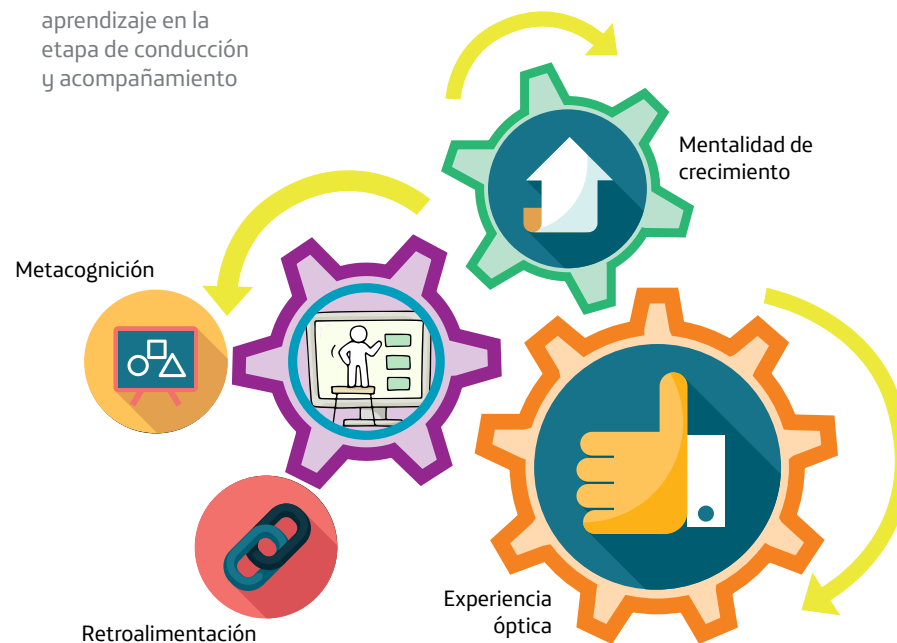 aprendizaje en la
etapa de conducción
y acompañamiento
Mentalidad de
crecimiento
Metacognición
Experiencia
óptica
Retroalimentación